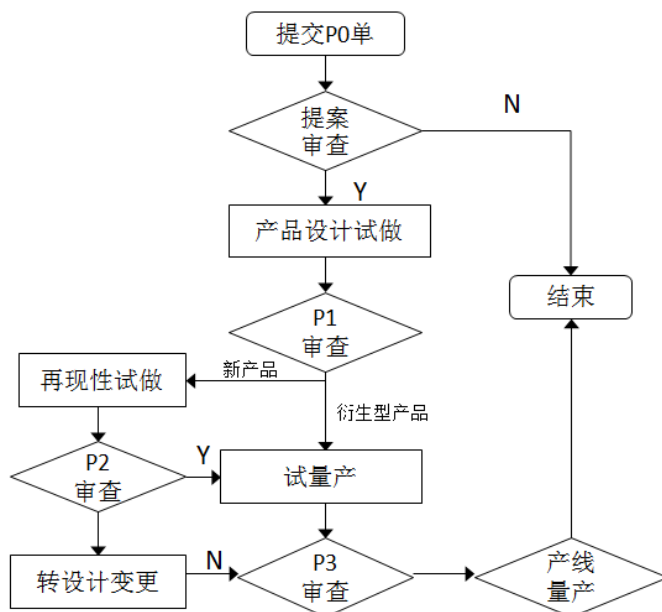 提交P0单
提案
审查
N
Y
产品设计试做
结束
P1
审查
新产品
再现性试做
衍生型产品
P2
审查
Y
试量产
转设计变更
N
P3
审查
产线
量产